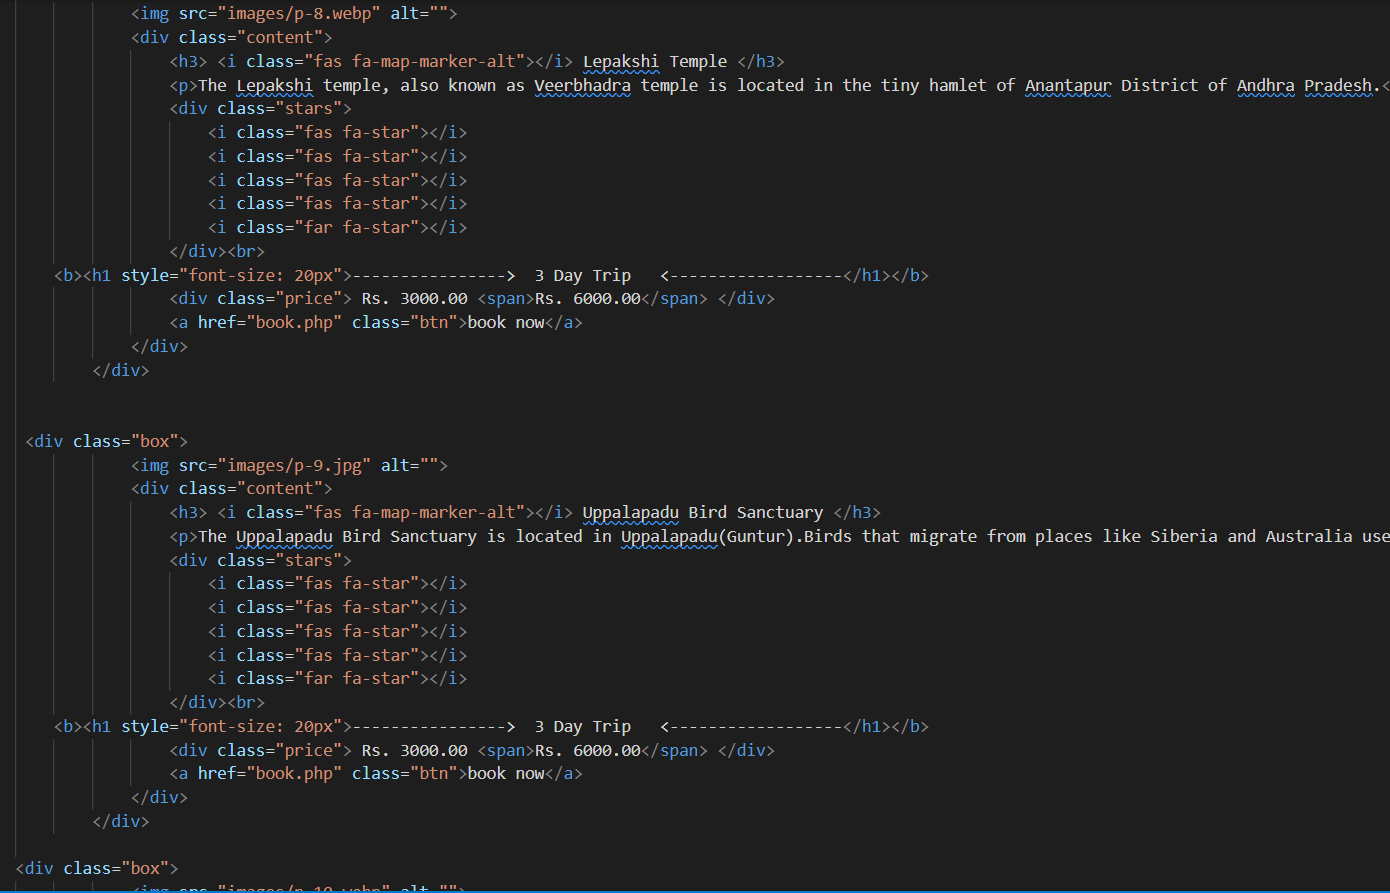 <img src="images/p-8.webp" alt="">
<div class="content">
<h3> <i class="fas fa-map-marker-alt"></i> Lepakshi Temple </h3>
<p>The Lepakshi temple, also known as Veerbhadra temple is located in the tiny hamlet of Anantapur District of Andhra Pradesh.<
<div class="stars">
<i class="fas fa-star"></i>
<i class="fas fa-star"></i>
<i class="fas fa-star"></i>
<i class="fas fa-star"></i>
<i class="far fa-star"></i>
</div><br>
<b><h1 style="font-size: 20px">---------------->  3 Day Trip   <------------------</h1></b>
<div class="price"> Rs. 3000.00 <span>Rs. 6000.00</span> </div>
<a href="book.php" class="btn">book now</a>
</div>
</div>
<div class="box">
<img src="images/p-9.jpg" alt="">
<div class="content">
<h3> <i class="fas fa-map-marker-alt"></i> Uppalapadu Bird Sanctuary </h3>
<p>The Uppalapadu Bird Sanctuary is located in Uppalapadu(Guntur).Birds that migrate from places like Siberia and Australia use
<div class="stars">
<i class="fas fa-star"></i>
<i class="fas fa-star"></i>
<i class="fas fa-star"></i>
<i class="fas fa-star"></i>
<i class="far fa-star"></i>
</div><br>
<b><h1 style="font-size: 20px">---------------->  3 Day Trip   <------------------</h1></b>
<div class="price"> Rs. 3000.00 <span>Rs. 6000.00</span> </div>
<a href="book.php" class="btn">book now</a>
</div>
</div>
<div class="box">
<img src="images/p-10.webp" alt="">